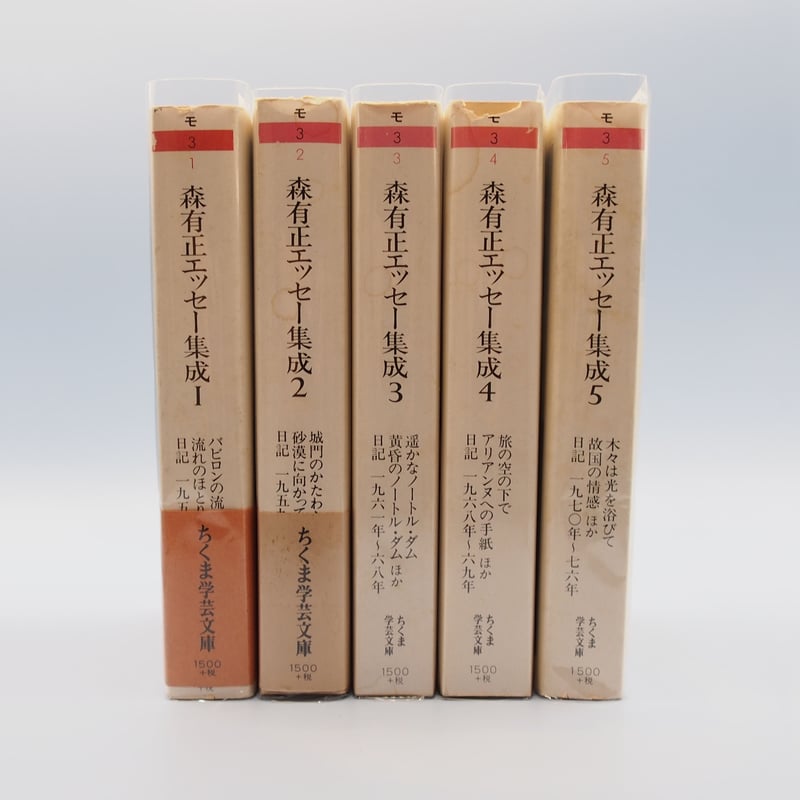 モ
3
1
森有正エッセー集成1
バビロンの流
流れのほとり
日記 一九五
ちくま学芸文庫
1500
+税
+税
モ
3
2
森有正エッセー集成2
城門のかたわら
砂漠に向かって
日記 一九五七
ちくま学芸文庫
1500
+税
モ
3
3
森有正エッセー集成3
遥かなノートル・ダム
黄昏のノートル・ダム ほか
日記 一九六一年〜六八年
ちくま
学芸文庫
1500
+税
モ
3
4
森有正エッセー集成4
旅の空の下で
アリアンヌへの手紙 ほか
日記 一九六八年〜六九年
ちくま
学芸文庫
1500
+税
モ
3
5
森有正エッセー集成5
木々は光を浴びて
故国の情感 ほか
日記 一九七〇年〜七六年
ちくま
学芸文庫
1500
+税